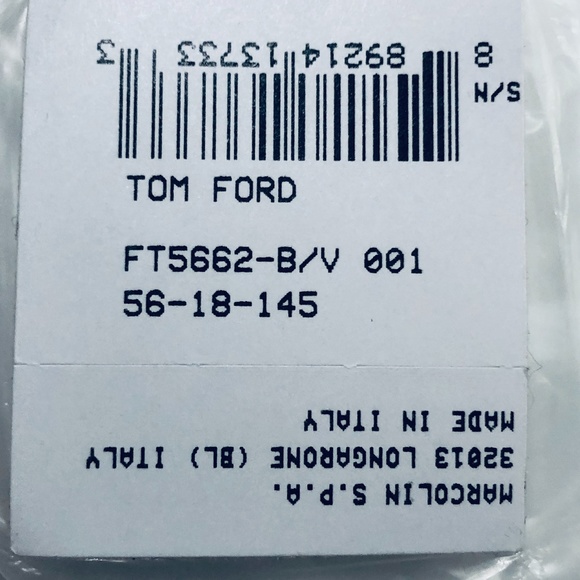 S/N
8 89214 13733 3
TOM FORD
FT5662-B/V 001
56-18-145
MARCOLIN S.P.A.
32013 LONGARONE (BL) ITALY
MADE IN ITALY